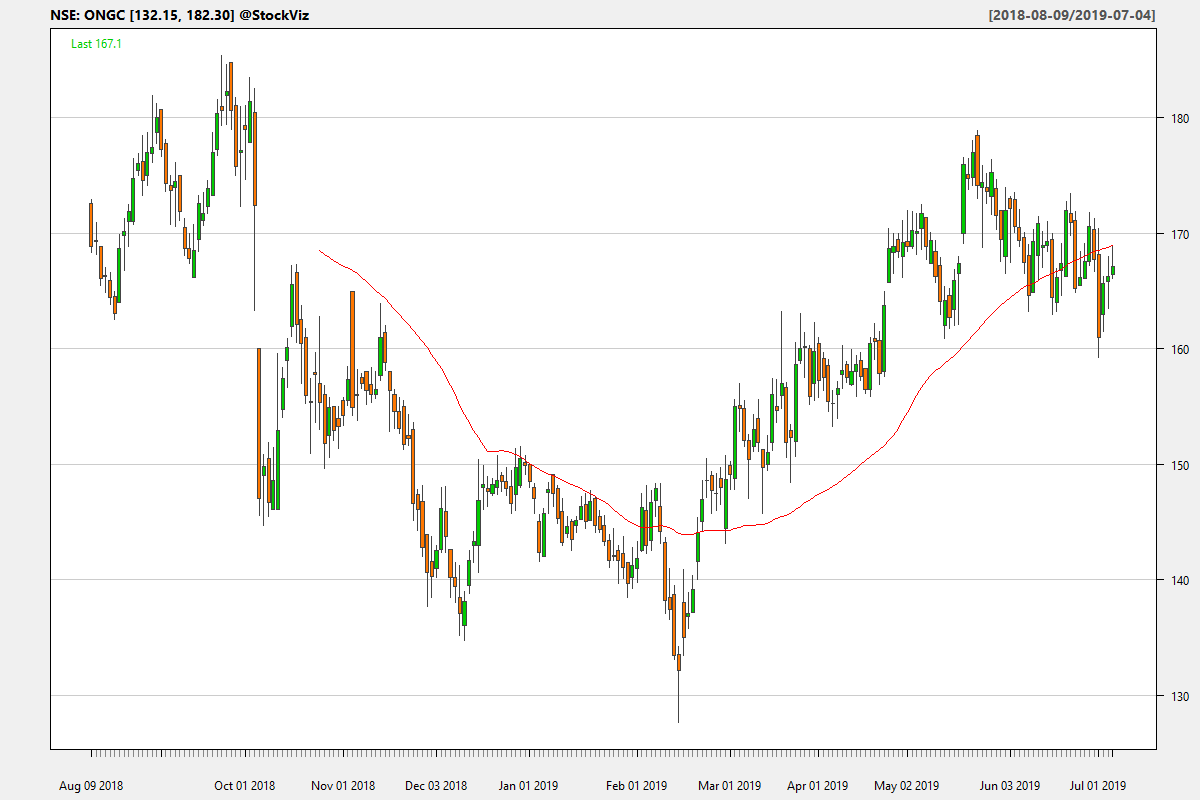 NSE: ONGC [132.15, 182.30] @StockViz
[2018-08-09/2019-07-04]
Last 167.1
180
170
160
150
140
130
Aug 09 2018 Oct 01 2018 Nov 01 2018 Dec 03 2018 Jan 01 2019 Feb 01 2019 Mar 01 2019 Apr 01 2019 May 02 2019 Jun 03 2019 Jul 01 2019